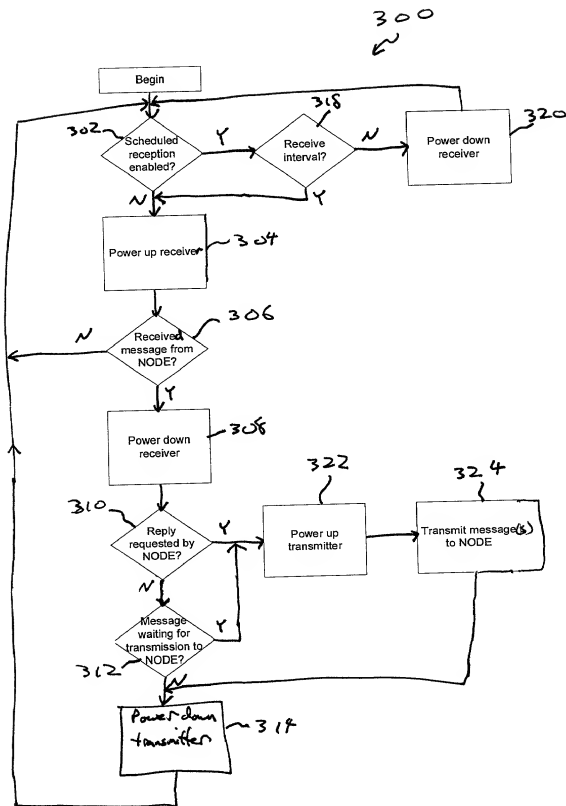 300
Begin
302
Scheduled
reception
enabled?
Y
318
Receive
interval?
N
Power down
receiver
320
N
Y
Power up receiver
304
Received
message from
NODE?
306
N
Y
Power down
receiver
308
310
Reply
requested by
NODE?
Y
322
Power up
transmitter
324
Transmit message(s)
to NODE
N
Message
waiting for
transmission to
NODE?
Y
312
N
Power down
transmitter
314